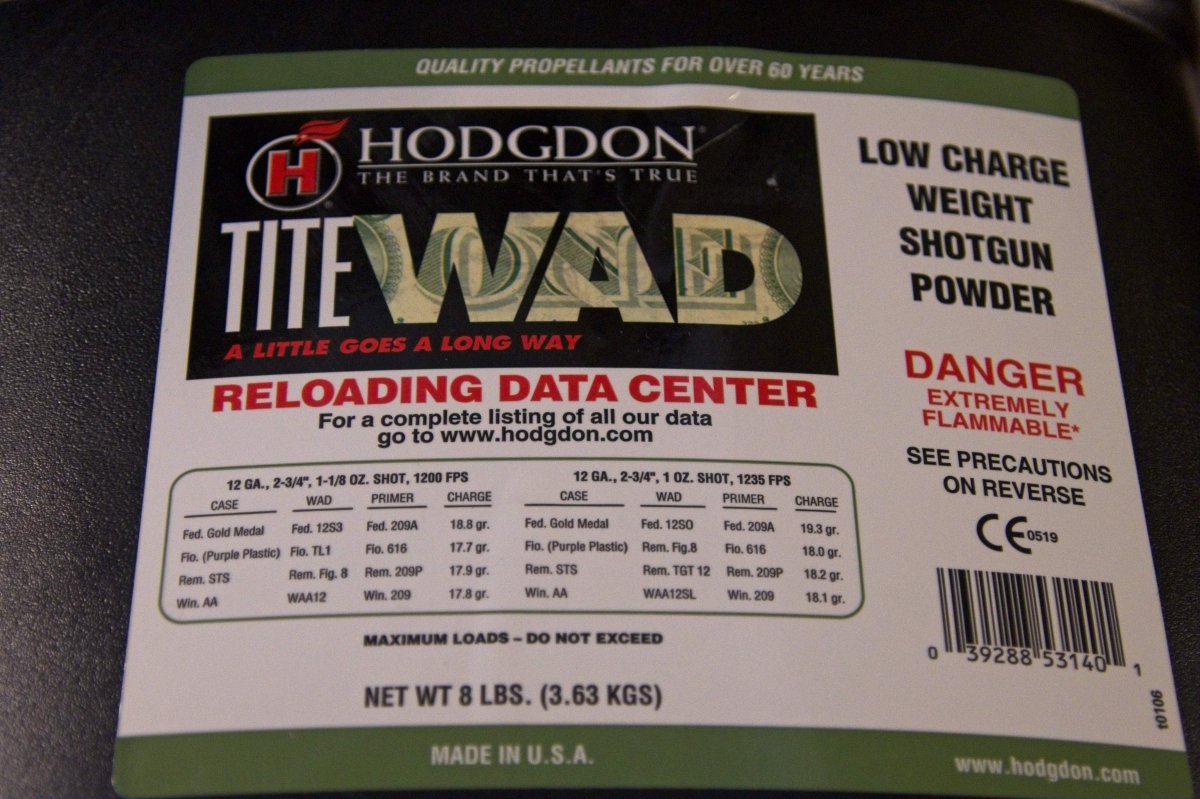 QUALITY PROPELLANTS FOR OVER 60 YEARS
H
HODGDON®
THE BRAND THAT'S TRUE
TITEWAD
A LITTLE GOES A LONG WAY
RELOADING DATA CENTER
For a complete listing of all our data
go to www.hodgdon.com
12 GA., 2-3/4", 1-1/8 OZ. SHOT, 1200 FPS
CASE WAD PRIMER CHARGE
Fed. Gold Medal Fed. 12S3 Fed. 209A 18.8 gr.
Fio. (Purple Plastic) Fio. TL1 Fio. 616 17.7 gr.
Rem. STS Rem. Fig. 8 Rem. 209P 17.9 gr.
Win. AA WAA12 Win. 209 17.8 gr.
12 GA., 2-3/4", 1 OZ. SHOT, 1235 FPS
CASE WAD PRIMER CHARGE
Fed. Gold Medal Fed. 12SO Fed. 209A 19.3 gr.
Fio. (Purple Plastic) Rem. Fig.8 Fio. 616 18.0 gr.
Rem. STS Rem. TGT 12 Rem. 209P 18.2 gr.
Win. AA WAA12SL Win. 209 18.1 gr.
MAXIMUM LOADS – DO NOT EXCEED
NET WT 8 LBS. (3.63 KGS)
LOW CHARGE
WEIGHT
SHOTGUN
POWDER
DANGER
EXTREMELY
FLAMMABLE*
SEE PRECAUTIONS
ON REVERSE
CE 0519
0 39288 53140 1
t0106
MADE IN U.S.A.
www.hodgdon.com